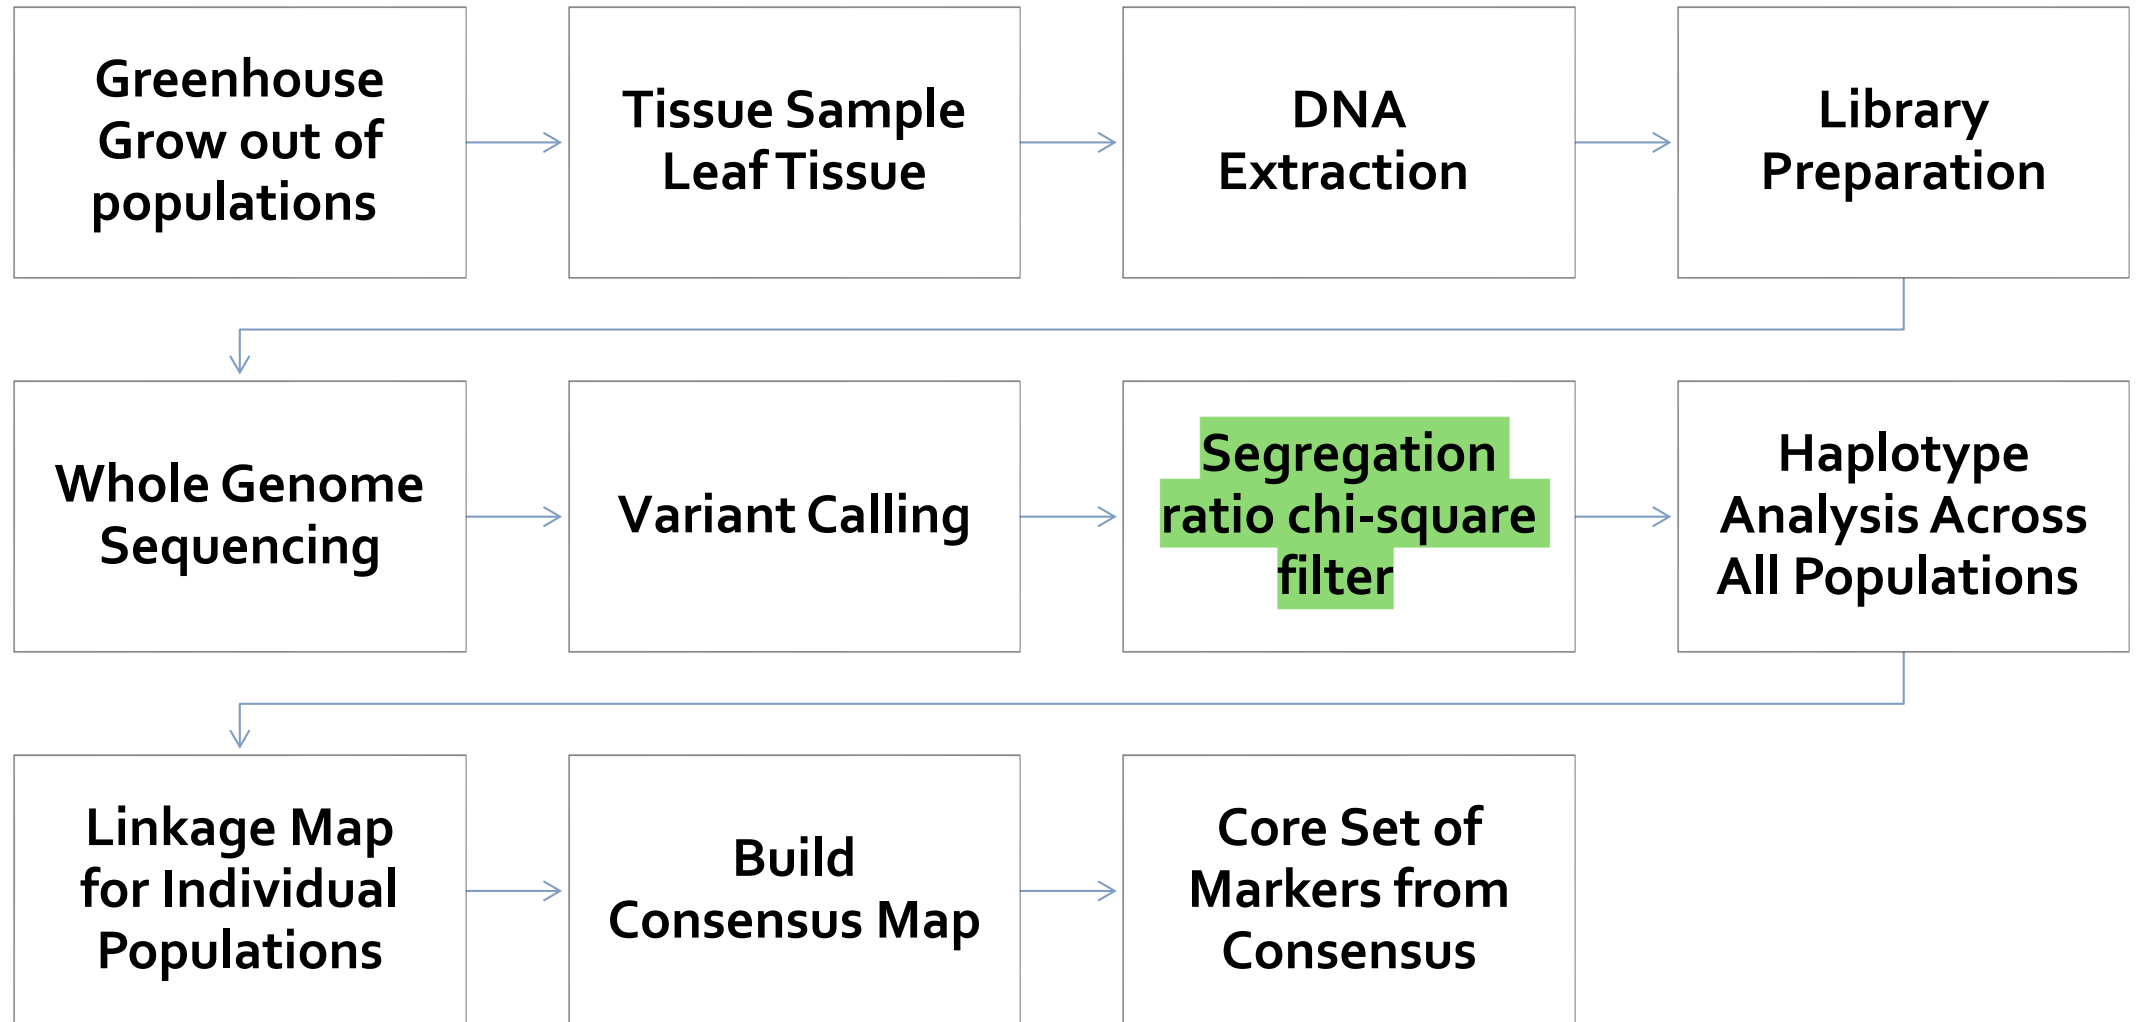 Greenhouse
Grow out of
populations
Tissue Sample
Leaf Tissue
DNA
Extraction
Library
Preparation
Whole Genome
Sequencing
Variant Calling
Segregation
ratio chi-square
filter
Haplotype
Analysis Across
All Populations
Linkage Map
for Individual
Populations
Build
Consensus Map
Core Set of
Markers from
Consensus